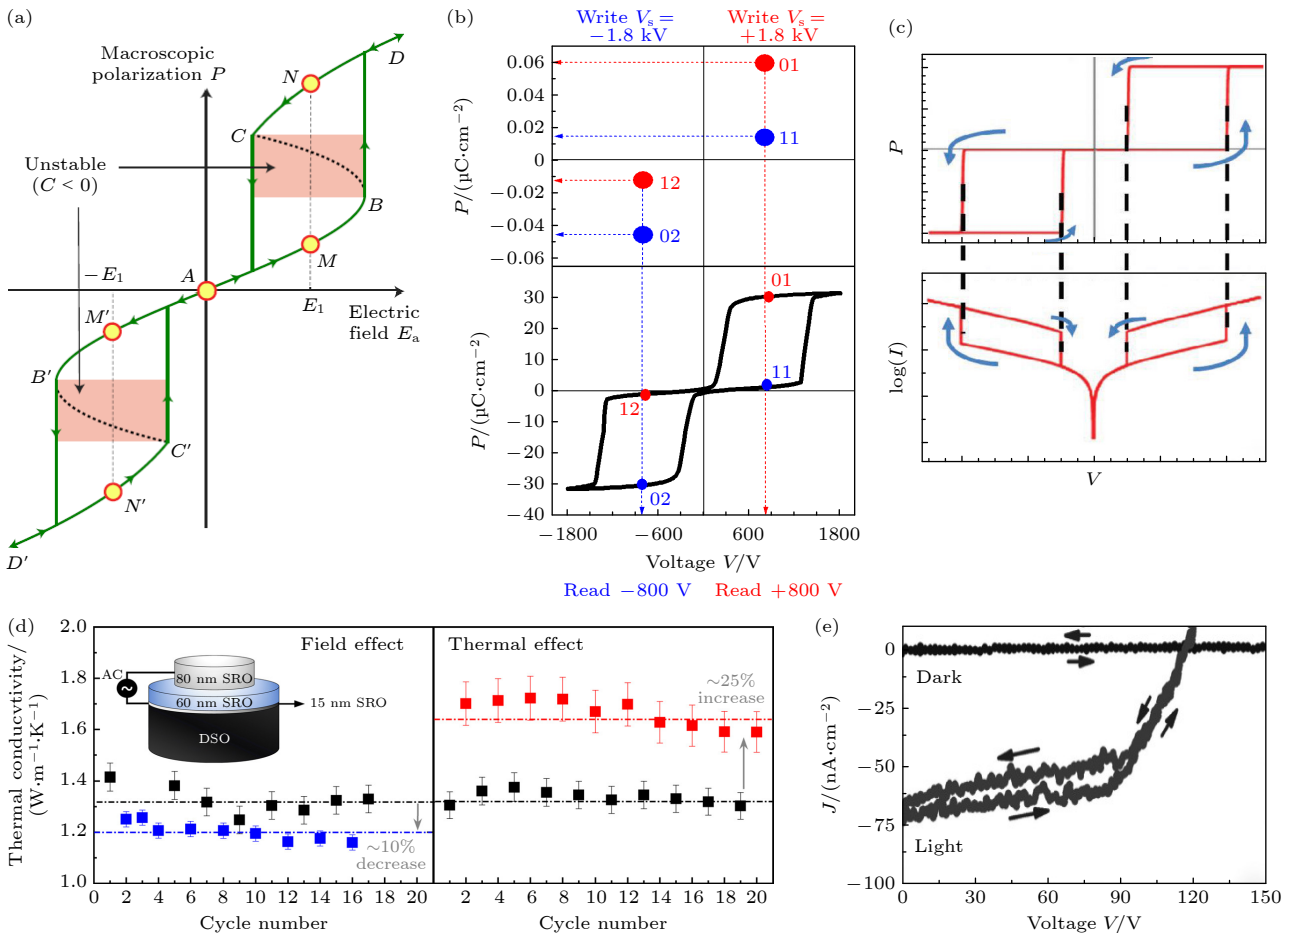 (a)
Macroscopic
polarization P
D
N
C
Unstable
(C < 0)
B
M
A
−E1
E1
Electric
field Ea
M′
B′
C′
N′
D′
(b)
Write Vs =
−1.8 kV
Write Vs =
+1.8 kV
P/(μC·cm−2)
0.06
0.04
0.02
0
−0.02
−0.04
−0.06
01
11
12
02
P/(μC·cm−2)
30
20
10
0
−10
−20
−30
−40
01
11
12
02
−1800
−600
600
1800
Voltage V/V
Read −800 V
Read +800 V
(c)
P
log(I)
V
(d)
Thermal conducvtivity/
(W·m−1·K−1)
2.0
1.8
1.6
1.4
1.2
1.0
Field effect
AC
80 nm SRO
60 nm SRO
15 nm SRO
DSO
~10%
decrease
0 2 4 6 8 10 12 14 16 18 20
Cycle number
Thermal effect
~25%
increase
0 2 4 6 8 10 12 14 16 18 20
Cycle number
(e)
J/(nA·cm−2)
0
−25
−50
−75
−100
Dark
Light
0 30 60 90 120 150
Voltage V/V